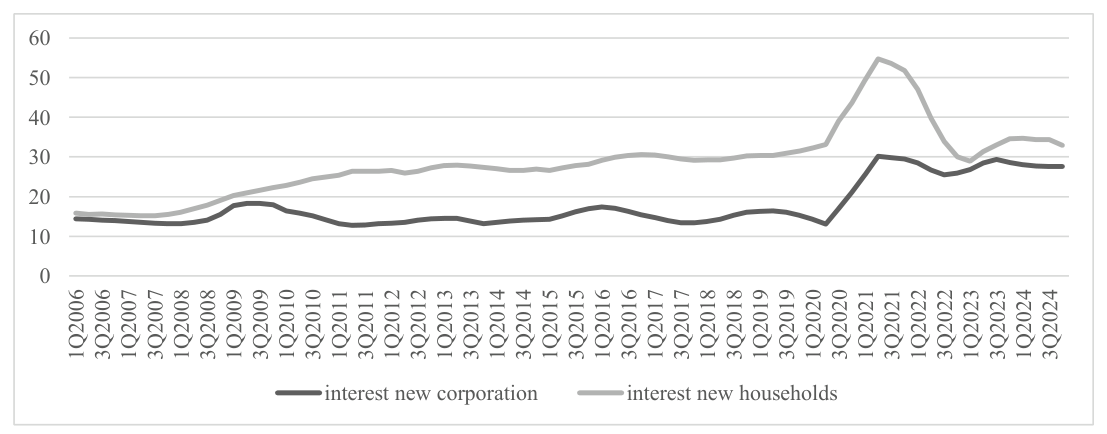 60
50
40
30
20
10
0
1Q2006
3Q2006
1Q2007
3Q2007
1Q2008
3Q2008
1Q2009
3Q2009
1Q2010
3Q2010
1Q2011
3Q2011
1Q2012
3Q2012
1Q2013
3Q2013
1Q2014
3Q2014
1Q2015
3Q2015
1Q2016
3Q2016
1Q2017
3Q2017
1Q2018
3Q2018
1Q2019
3Q2019
1Q2020
3Q2020
1Q2021
3Q2021
1Q2022
3Q2022
1Q2023
3Q2023
1Q2024
3Q2024
interest new corporation
interest new households